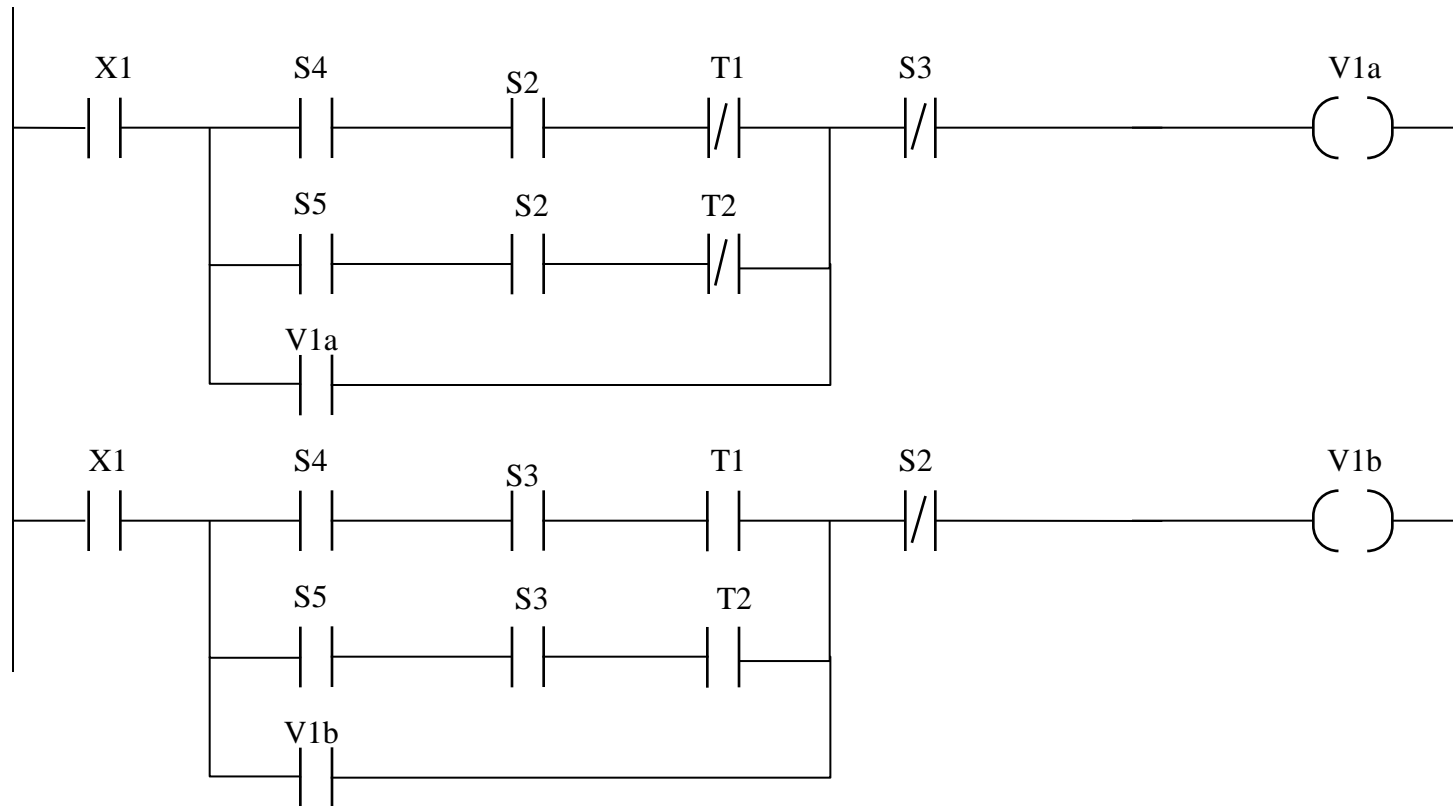 X1 S4 S2 T1 S3 V1a
S5 S2 T2
V1a
X1 S4 S3 T1 S2 V1b
S5 S3 T2
V1b